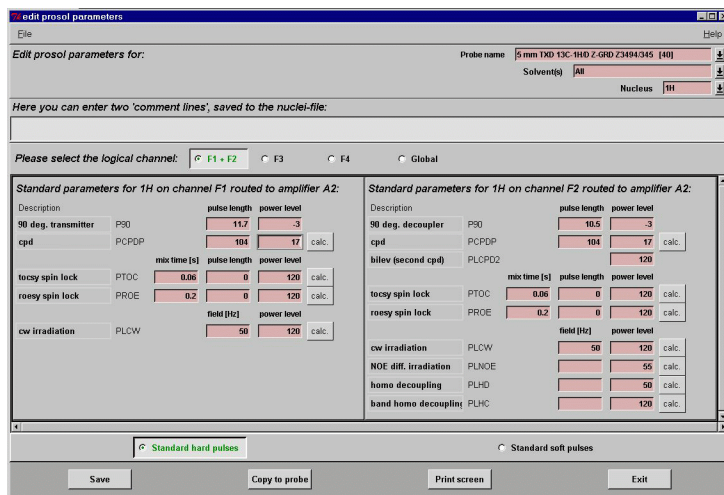 edit prosol parameters
File Help
Edit prosol parameters for:
Probe name 5 mm TXD 13C-1H/D Z-GRD Z3494/345 [40]
Solvent(s) All
Nucleus 1H
Here you can enter two 'comment lines', saved to the nuclei-file:
Please select the logical channel: F1 + F2 F3 F4 Global
Standard parameters for 1H on channel F1 routed to amplifier A2:
Description pulse length power level
90 deg. transmitter P90 11.7 -3
cpd PCPDP 104 17 calc.
mix time [s] pulse length power level
tocsy spin lock PTOC 0.06 0 120 calc.
roesy spin lock PROE 0.2 0 120 calc.
field [Hz] power level
cw irradiation PLCW 50 120 calc.
Standard parameters for 1H on channel F2 routed to amplifier A2:
Description pulse length power level
90 deg. decoupler P90 10.5 -3
cpd PCPDP 104 17 calc.
bilev (second cpd) PLCPD2 120
mix time [s] pulse length power level
tocsy spin lock PTOC 0.06 0 120 calc.
roesy spin lock PROE 0.2 0 120 calc.
field [Hz] power level
cw irradiation PLCW 50 120 calc.
NOE diff. irradiation PLNOE 55 calc.
homo decoupling PLHD 50 calc.
band homo decoupling PLHC 120 calc.
Standard hard pulses Standard soft pulses
Save Copy to probe Print screen Exit